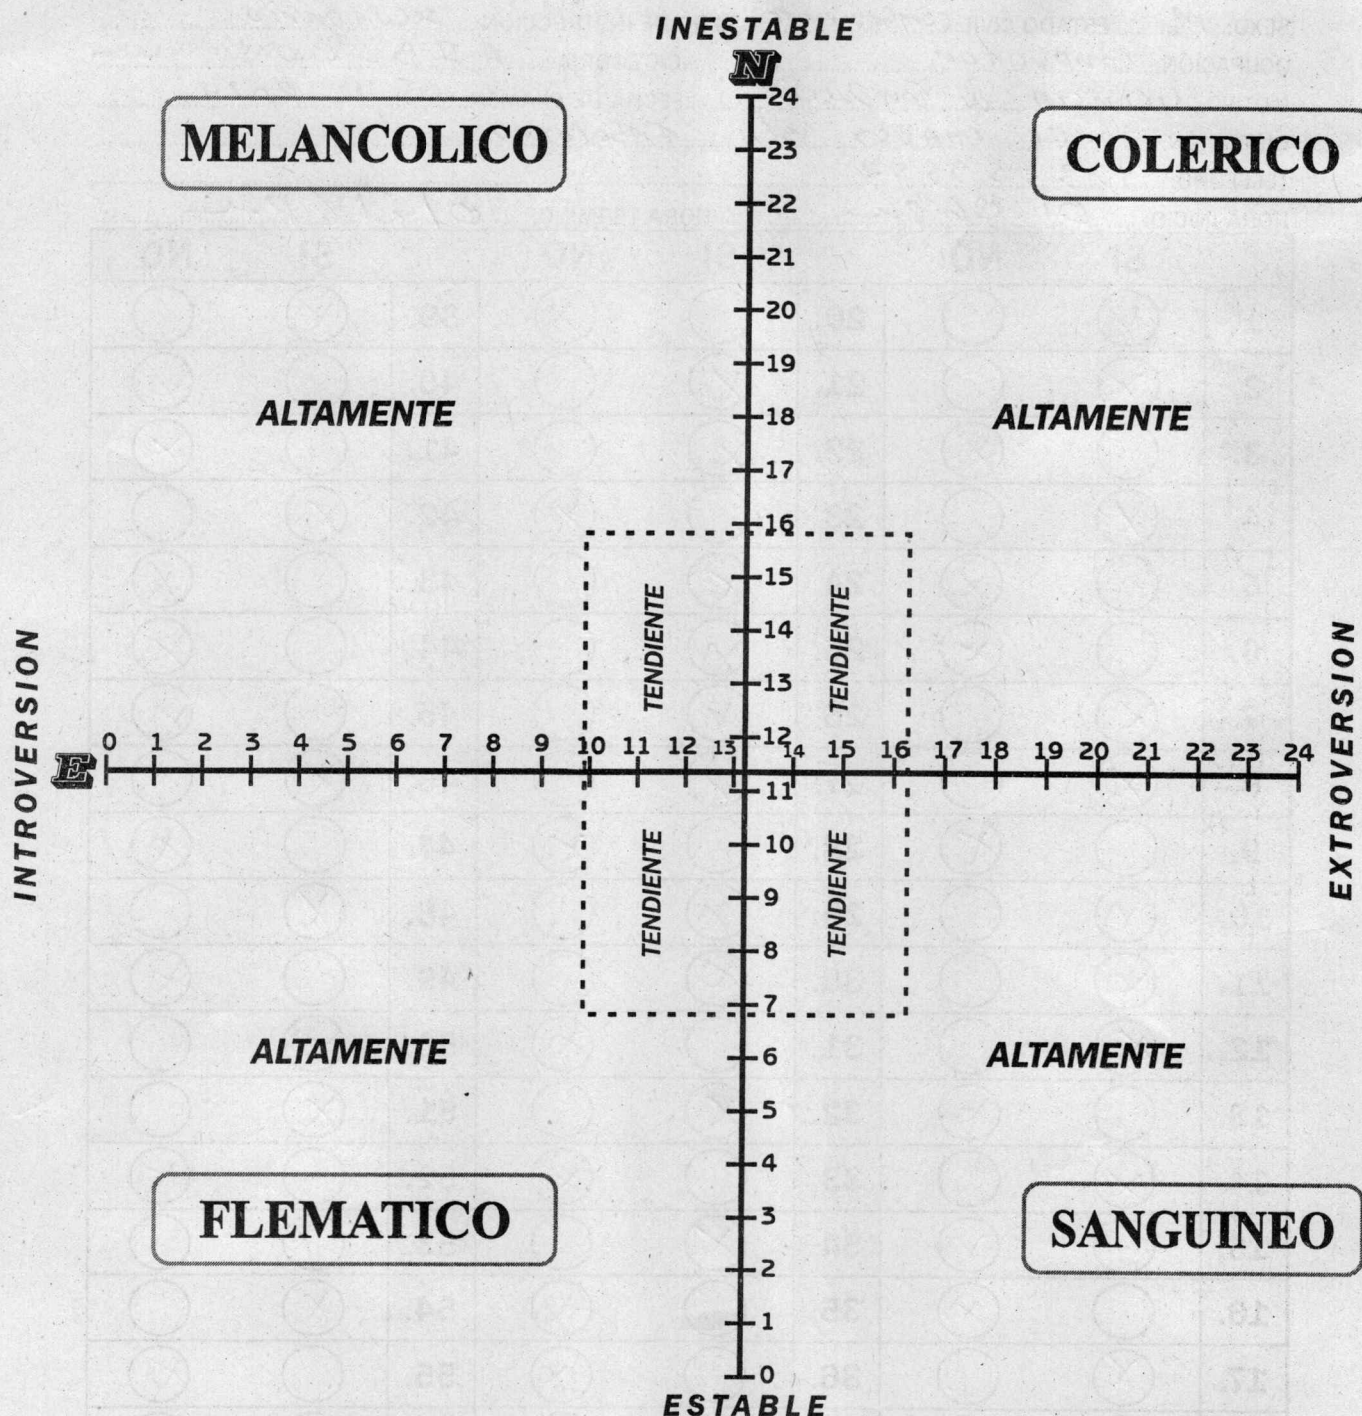 INESTABLE
N
MELANCOLICO
COLERICO
24
23
22
21
20
19
18
17
16
15
14
13
12
ALTAMENTE
ALTAMENTE
TENDIENTE
TENDIENTE
INTROVERSION
EXTROVERSION
E
0 1 2 3 4 5 6 7 8 9 10 11 12 13 14 15 16 17 18 19 20 21 22 23 24
11
10
9
8
7
6
5
4
3
2
1
0
TENDIENTE
TENDIENTE
ALTAMENTE
ALTAMENTE
FLEMATICO
SANGUINEO
ESTABLE